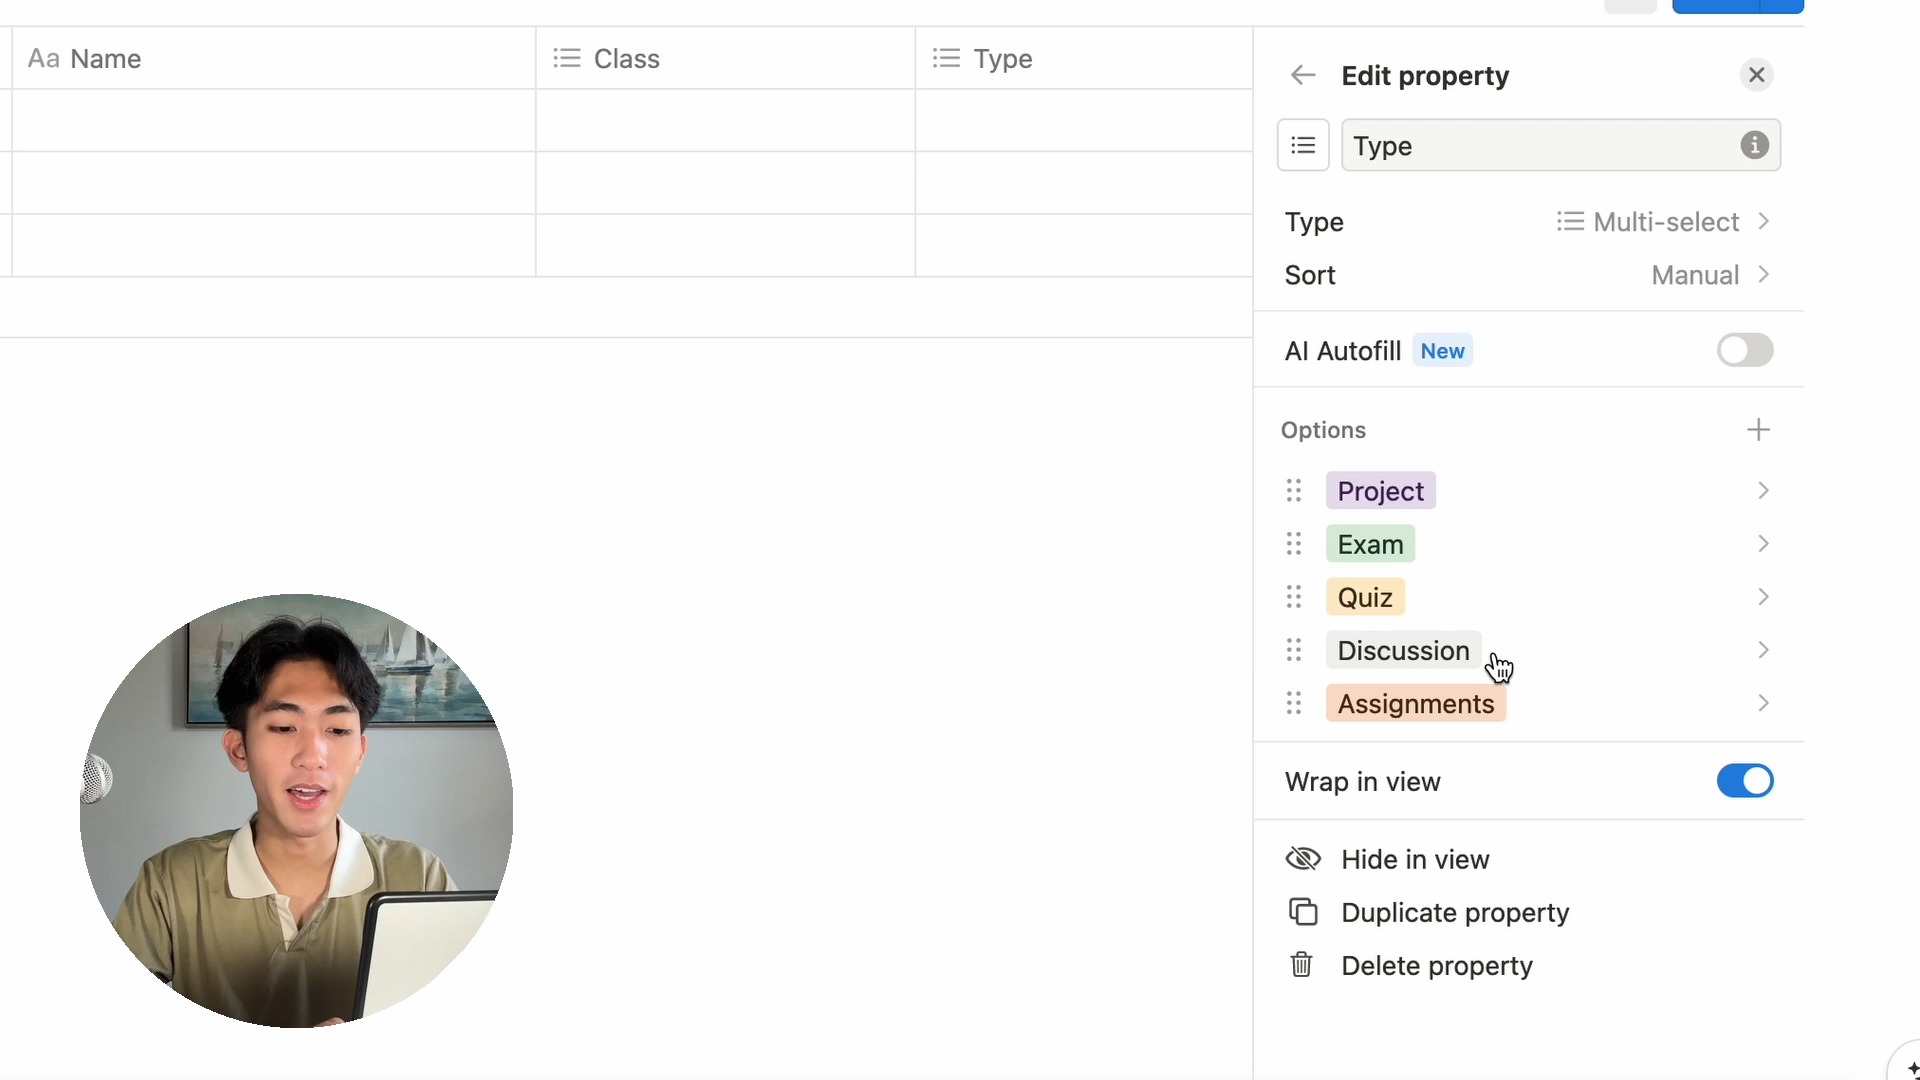 Aa Name
Class
Type
Edit property
Type
Type
Multi-select
Sort
Manual
AI Autofill New
Options
Project
Exam
Quiz
Discussion
Assignments
Wrap in view
Hide in view
Duplicate property
Delete property